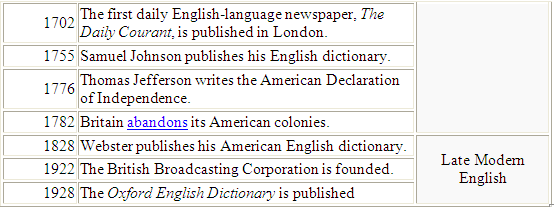 1702 The first daily English-language newspaper, The
Daily Courant, is published in London.
1755 Samuel Johnson publishes his English dictionary.
1776 Thomas Jefferson writes the American Declaration
of Independence.
1782 Britain abandons its American colonies.
1828 Webster publishes his American English dictionary.
1922 The British Broadcasting Corporation is founded.
1928 The Oxford English Dictionary is published
Late Modern
English